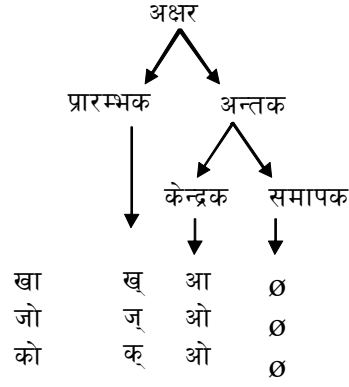 अक्षर
प्रारम्भक अन्तक
केन्द्रक समापक
खा ख् आ ø
जो ज् ओ ø
को क् ओ ø